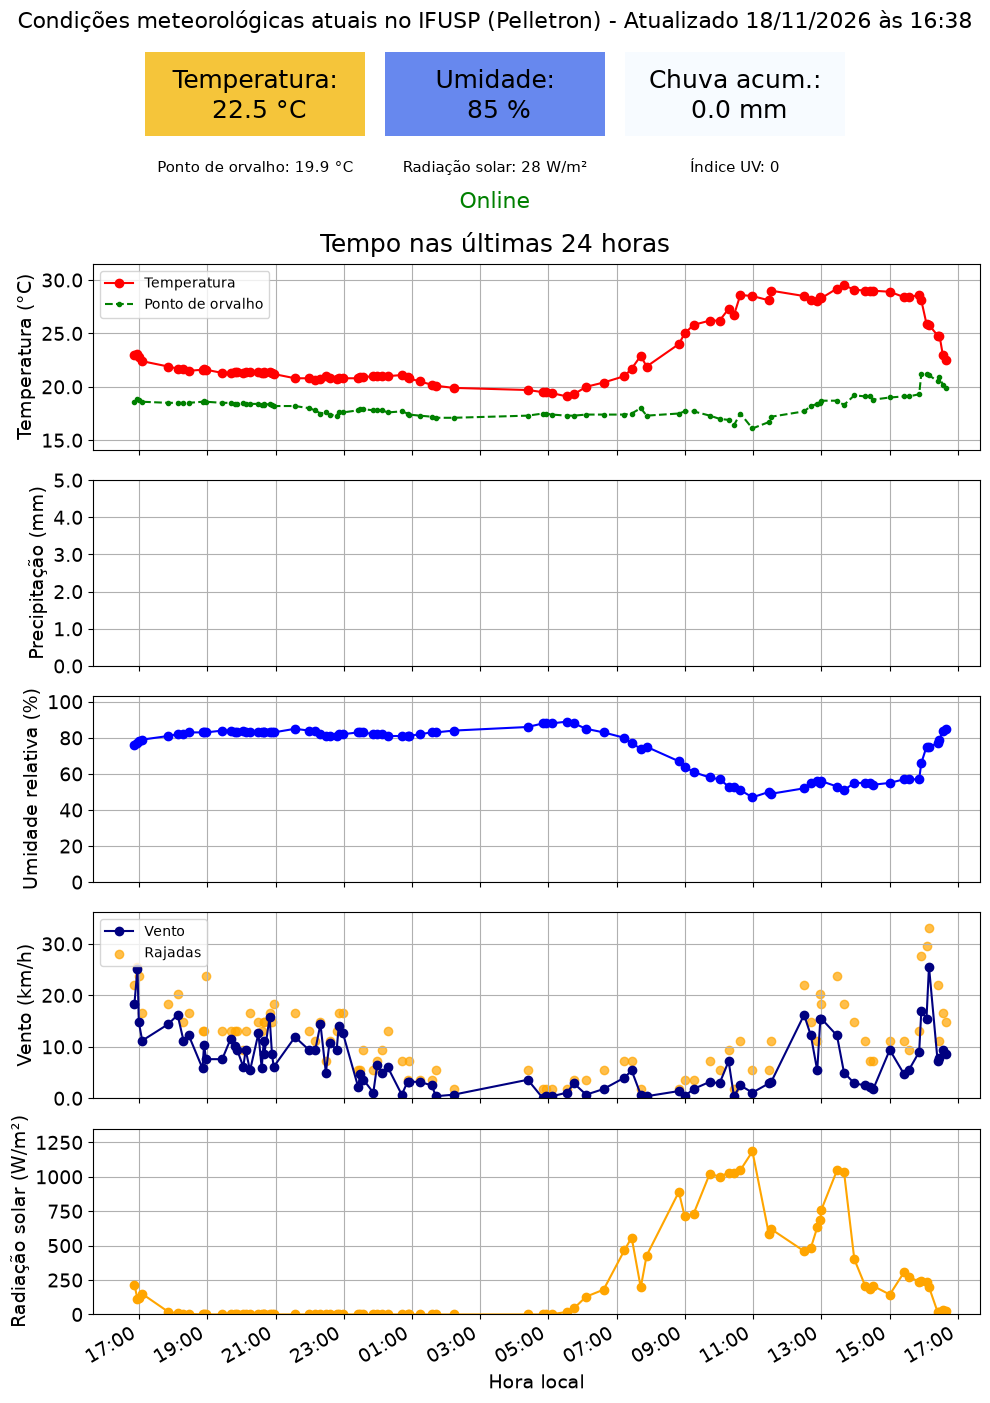 Condições meteorológicas atuais no IFUSP (Pelletron) - Atualizado 18/11/2026 às 16:38
Temperatura:
22.5 °C
Umidade:
85 %
Chuva acum.:
0.0 mm
Ponto de orvalho: 19.9 °C
Radiação solar: 28 W/m²
Índice UV: 0
Online
Tempo nas últimas 24 horas
Temperatura (°C)
30.0
25.0
20.0
15.0
Temperatura
Ponto de orvalho
Precipitação (mm)
5.0
4.0
3.0
2.0
1.0
0.0
Umidade relativa (%)
100
80
60
40
20
0
Vento (km/h)
30.0
20.0
10.0
0.0
Vento
Rajadas
Radiação solar (W/m²)
1250
1000
750
500
250
0
17:00 19:00 21:00 23:00 01:00 03:00 05:00 07:00 09:00 11:00 13:00 15:00 17:00
Hora local